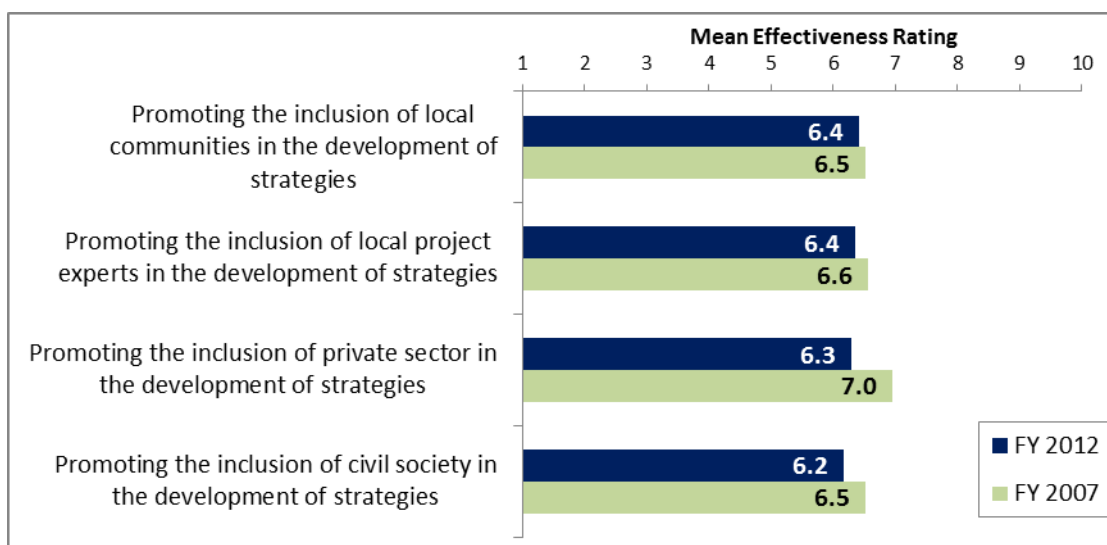 Mean Effectiveness Rating
1 2 3 4 5 6 7 8 9 10
Promoting the inclusion of local
communities in the development of
strategies
6.4
6.5
Promoting the inclusion of local project
experts in the development of strategies
6.4
6.6
Promoting the inclusion of private sector in
the development of strategies
6.3
7.0
Promoting the inclusion of civil society in
the development of strategies
6.2
6.5
FY 2012
FY 2007